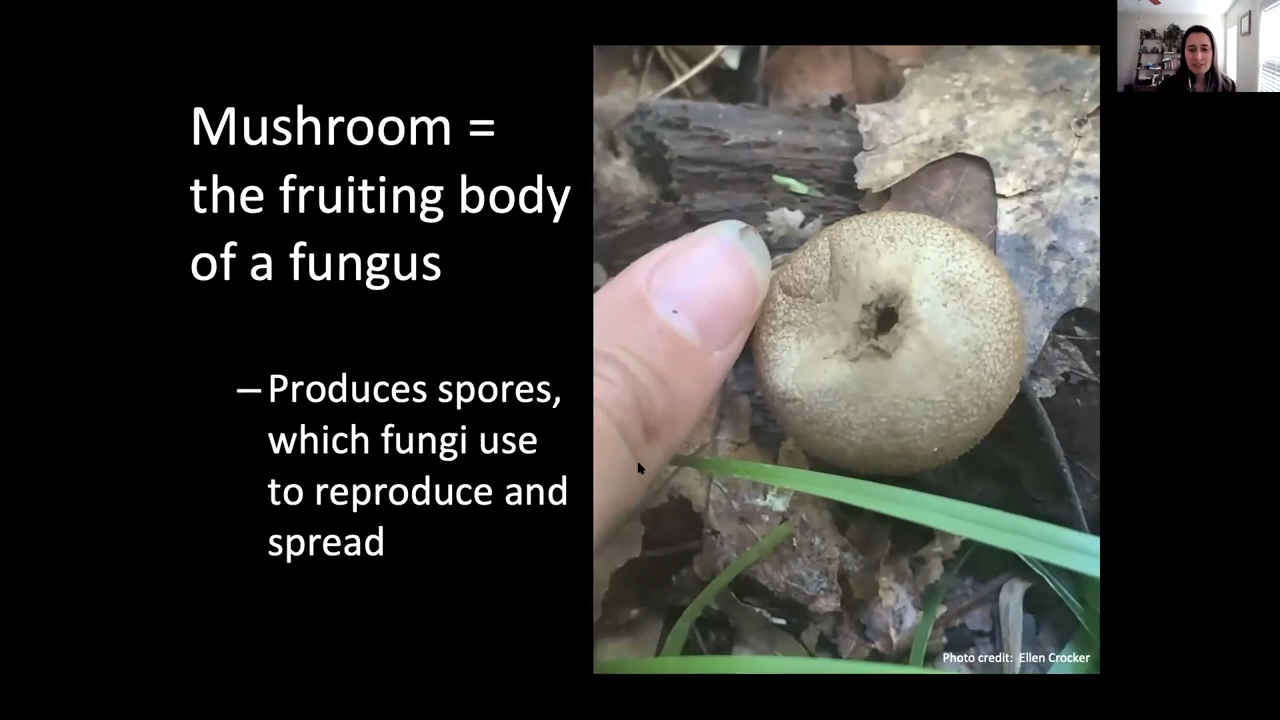 Mushroom =
the fruiting body
of a fungus
– Produces spores,
which fungi use
to reproduce and
spread
Photo credit: Ellen Crocker